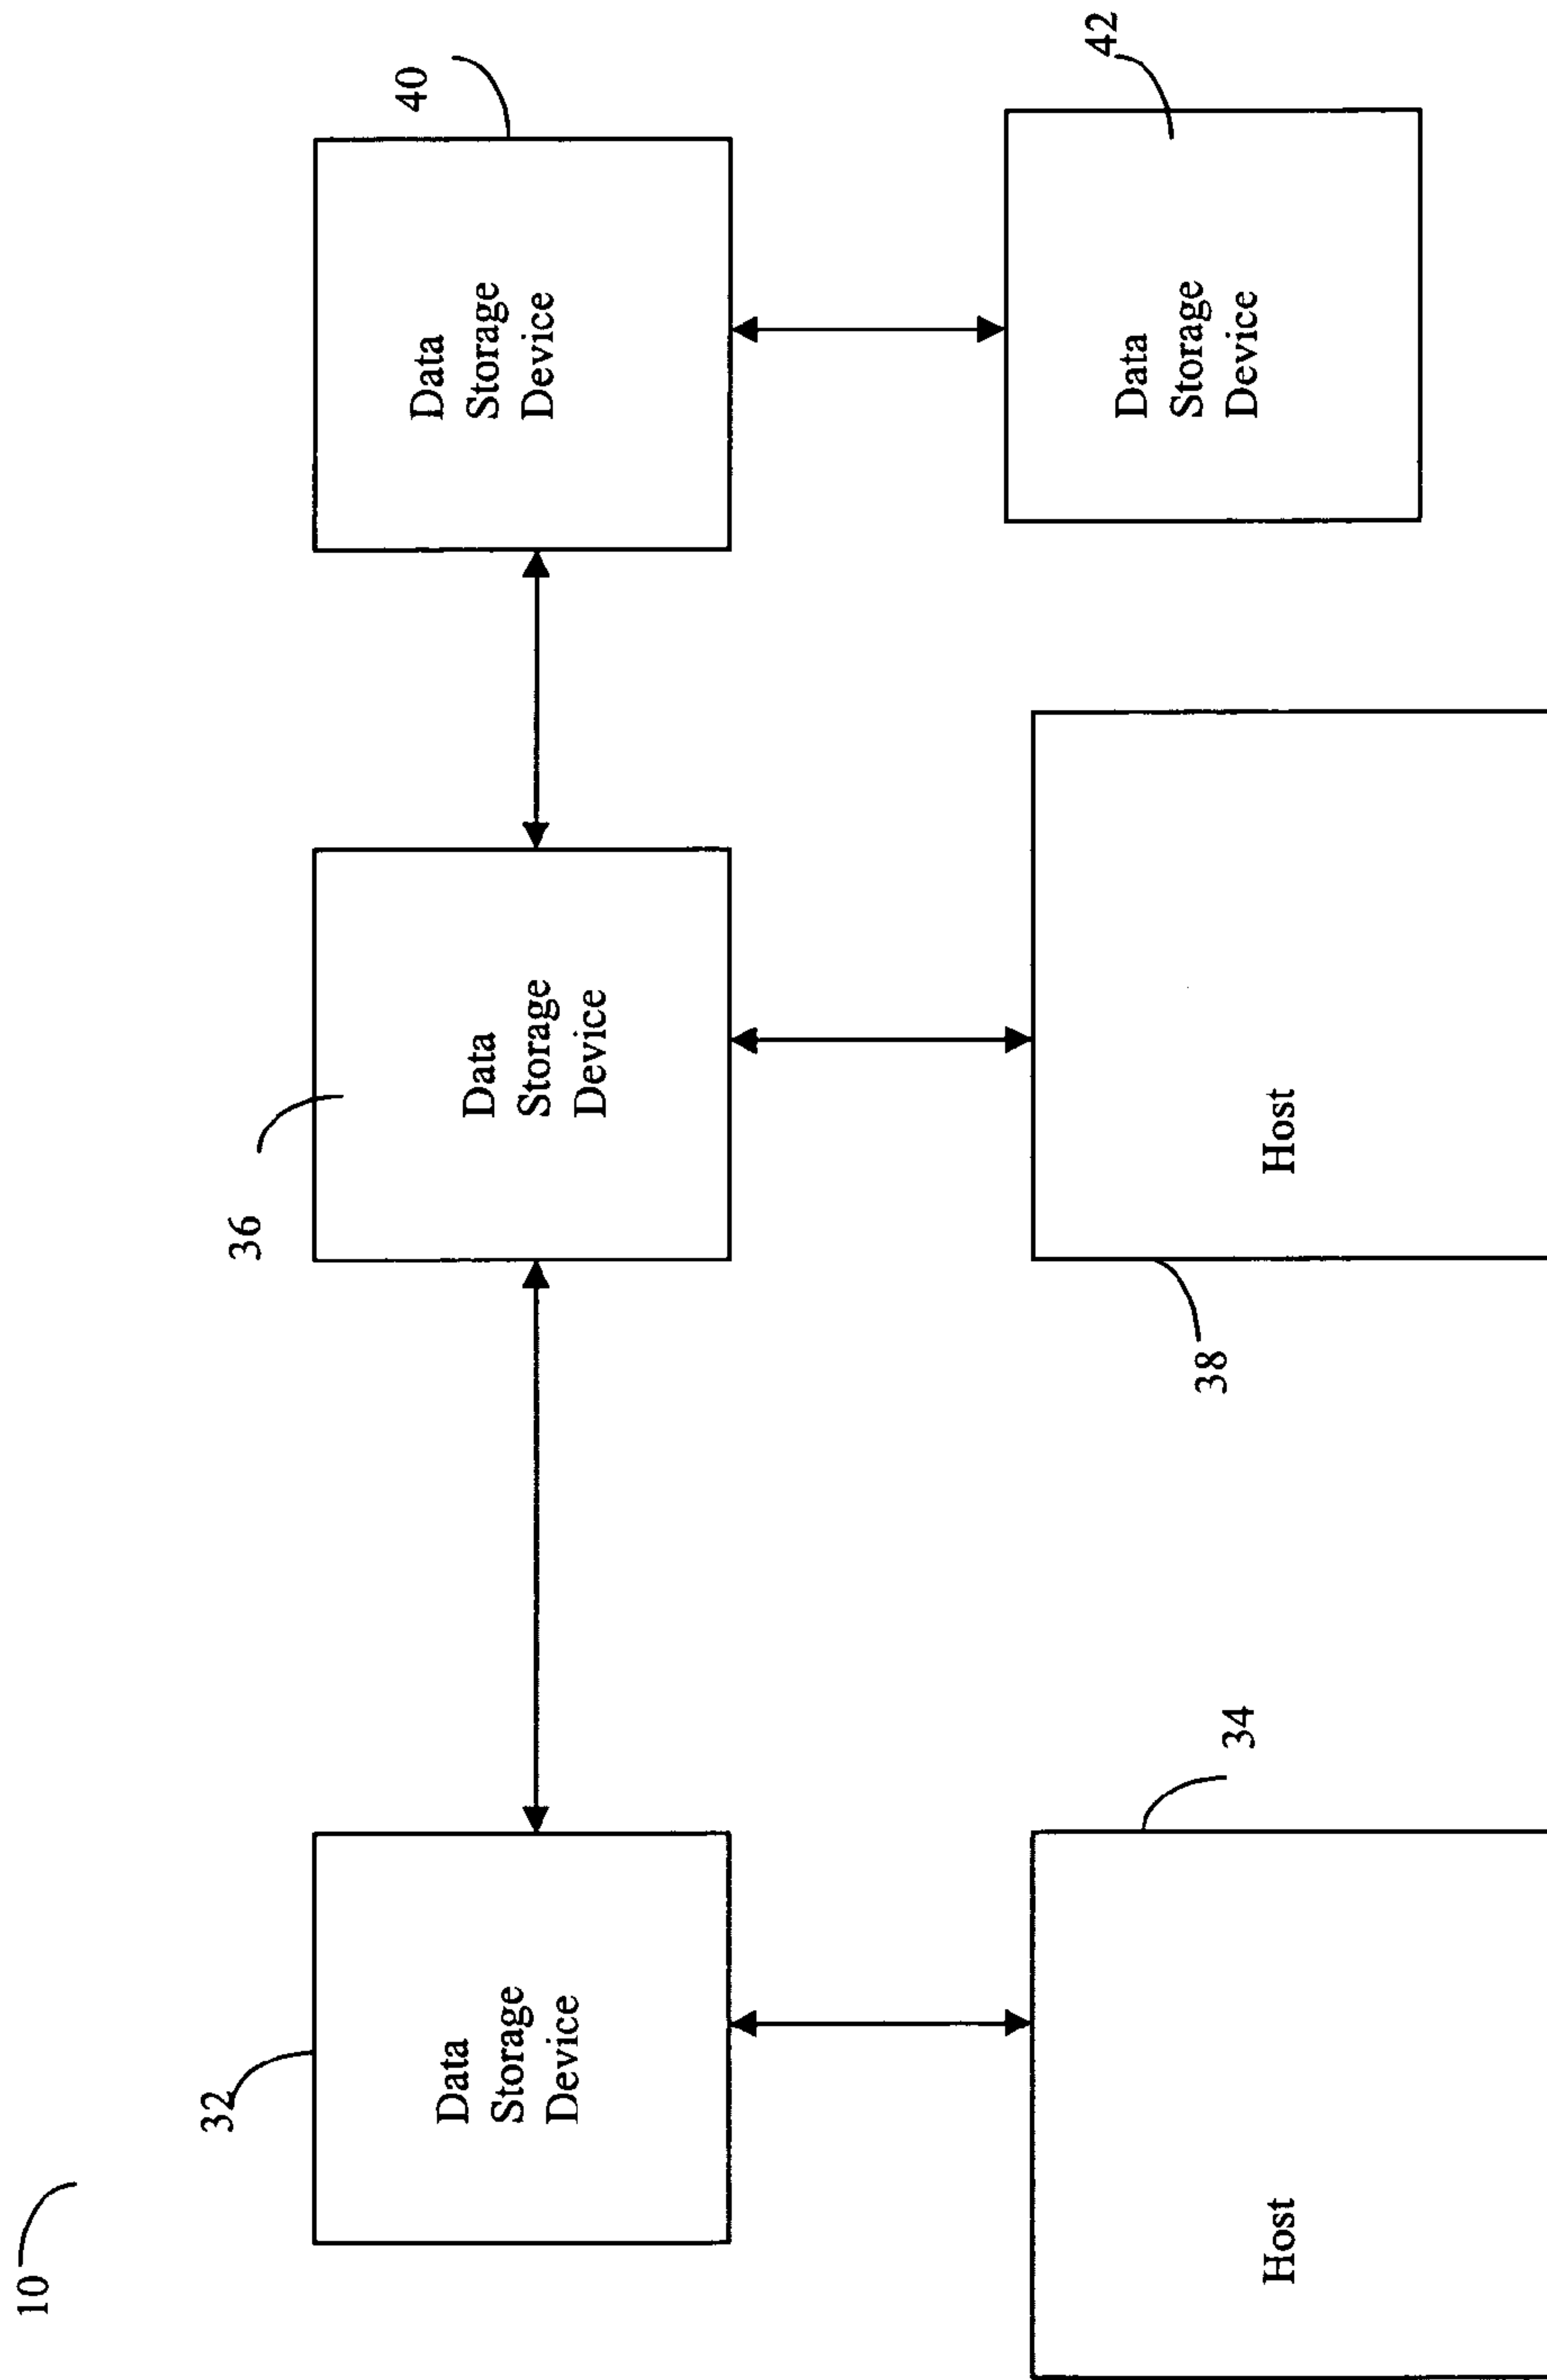 10
32
Data
Storage
Device
36
Data
Storage
Device
40
Data
Storage
Device
34
Host
38
Host
42
Data
Storage
Device